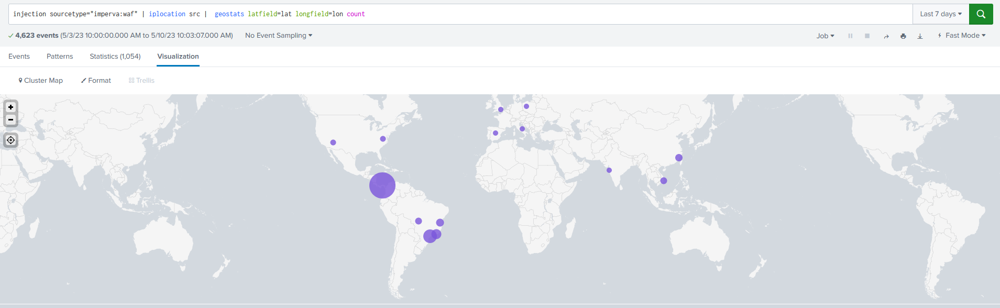 injection sourcetype="imperva:waf" | iplocation src |  geostats latfield=lat longfield=lon count
Last 7 days
4,623 events (5/3/23 10:00:00.000 AM to 5/10/23 10:03:07.000 AM)
No Event Sampling
Job
Fast Mode
Events
Patterns
Statistics (1,054)
Visualization
Cluster Map
Format
Trellis
+
−